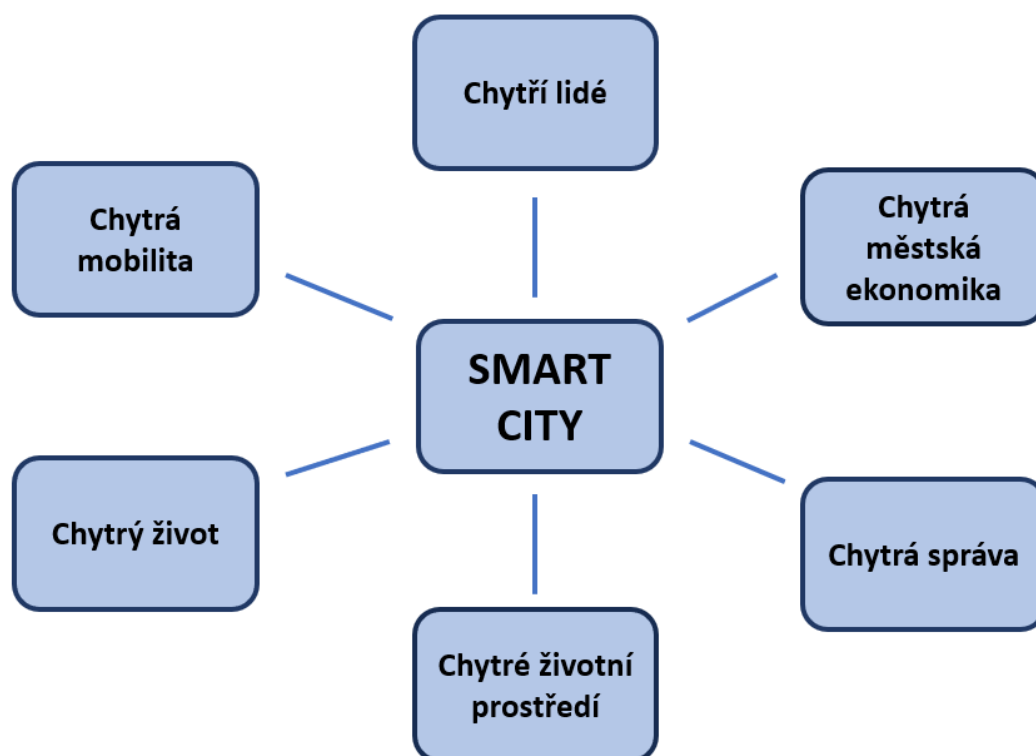 Chytří lidé
Chytrá
mobilita
Chytrá
městská
ekonomika
SMART
CITY
Chytrý život
Chytrá správa
Chytré životní
prostředí